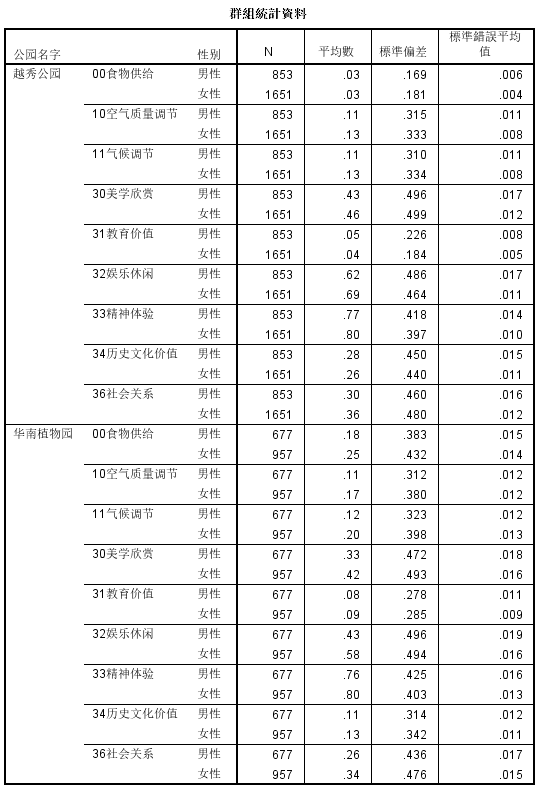 群組統計資料
公园名字 性別 N 平均數 標準偏差 標準錯誤平均
值
越秀公园 00食物供给 男性 853 .03 .169 .006
女性 1651 .03 .181 .004
10空气质量调节 男性 853 .11 .315 .011
女性 1651 .13 .333 .008
11气候调节 男性 853 .11 .310 .011
女性 1651 .13 .334 .008
30美学欣赏 男性 853 .43 .496 .017
女性 1651 .46 .499 .012
31教育价值 男性 853 .05 .226 .008
女性 1651 .04 .184 .005
32娱乐休闲 男性 853 .62 .486 .017
女性 1651 .69 .464 .011
33精神体验 男性 853 .77 .418 .014
女性 1651 .80 .397 .010
34历史文化价值 男性 853 .28 .450 .015
女性 1651 .26 .440 .011
36社会关系 男性 853 .30 .460 .016
女性 1651 .36 .480 .012
华南植物园 00食物供给 男性 677 .18 .383 .015
女性 957 .25 .432 .014
10空气质量调节 男性 677 .11 .312 .012
女性 957 .17 .380 .012
11气候调节 男性 677 .12 .323 .012
女性 957 .20 .398 .013
30美学欣赏 男性 677 .33 .472 .018
女性 957 .42 .493 .016
31教育价值 男性 677 .08 .278 .011
女性 957 .09 .285 .009
32娱乐休闲 男性 677 .43 .496 .019
女性 957 .58 .494 .016
33精神体验 男性 677 .76 .425 .016
女性 957 .80 .403 .013
34历史文化价值 男性 677 .11 .314 .012
女性 957 .13 .342 .011
36社会关系 男性 677 .26 .436 .017
女性 957 .34 .476 .015